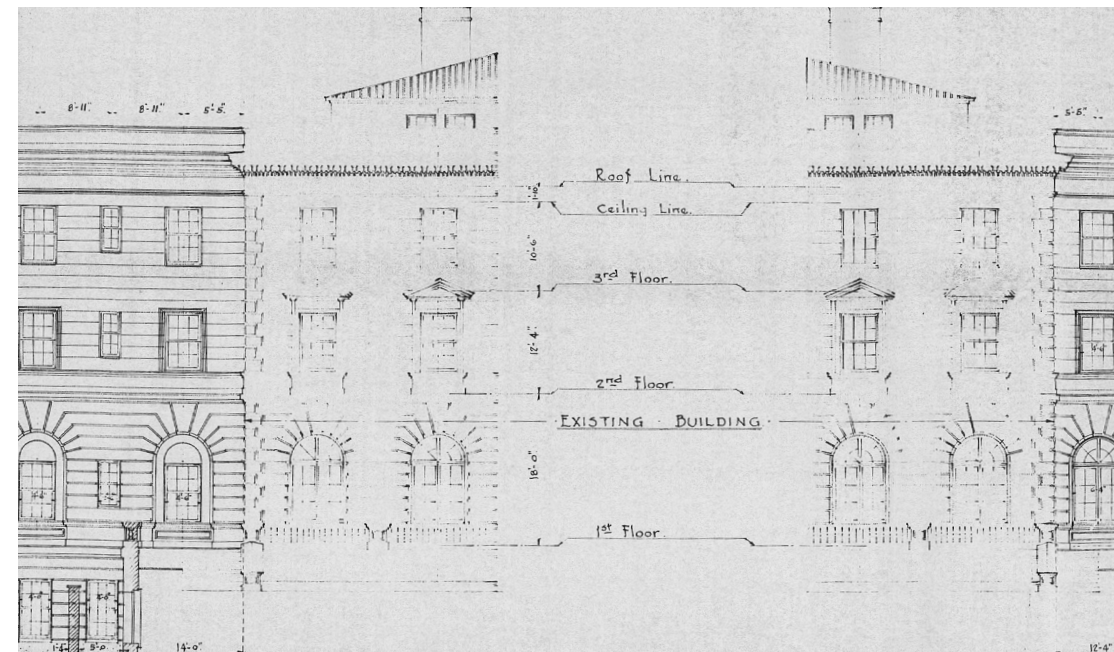 8'-11" 8'-11" 5'-5" 5'-5"
Roof Line.
Ceiling Line.
10'-6"
3rd Floor.
12'-4"
2nd Floor
EXISTING BUILDING
18'-0"
1st Floor.
14'-0" 12'-4"